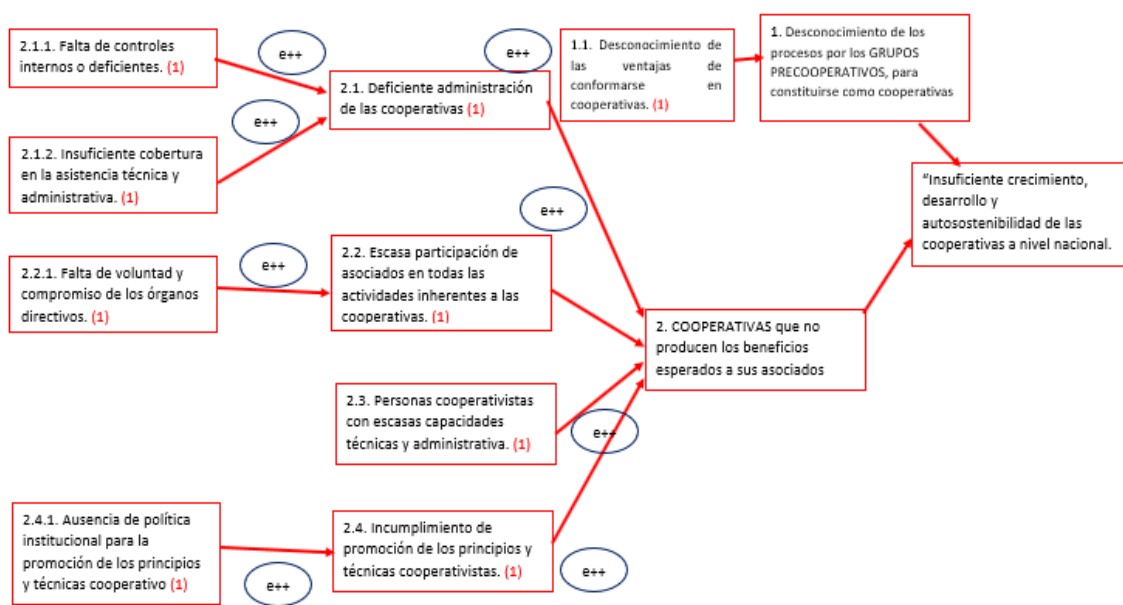 2.1.1. Falta de controles
internos o deficientes. (1)
e++
e++
1.1. Desconocimiento de
las ventajas de
conformarse en
cooperativas. (1)
1. Desconocimiento de los
procesos por los GRUPOS
PRECOOPERATIVOS, para
constituirse como cooperativas
2.1. Deficiente administración
de las cooperativas (1)
e++
2.1.2. Insuficiente cobertura
en la asistencia técnica y
administrativa. (1)
"Insuficiente crecimiento,
desarrollo y
autosostenibilidad de las
cooperativas a nivel nacional.
e++
2.2.1. Falta de voluntad y
compromiso de los órganos
directivos. (1)
e++
2.2. Escasa participación de
asociados en todas las
actividades inherentes a las
cooperativas. (1)
2. COOPERATIVAS que no
producen los beneficios
esperados a sus asociados
2.3. Personas cooperativistas
con escasas capacidades
técnicas y administrativa. (1)
e++
2.4.1. Ausencia de política
institucional para la
promoción de los principios
y técnicas cooperativo (1)
2.4. Incumplimiento de
promoción de los principios y
técnicas cooperativistas. (1)
e++
e++